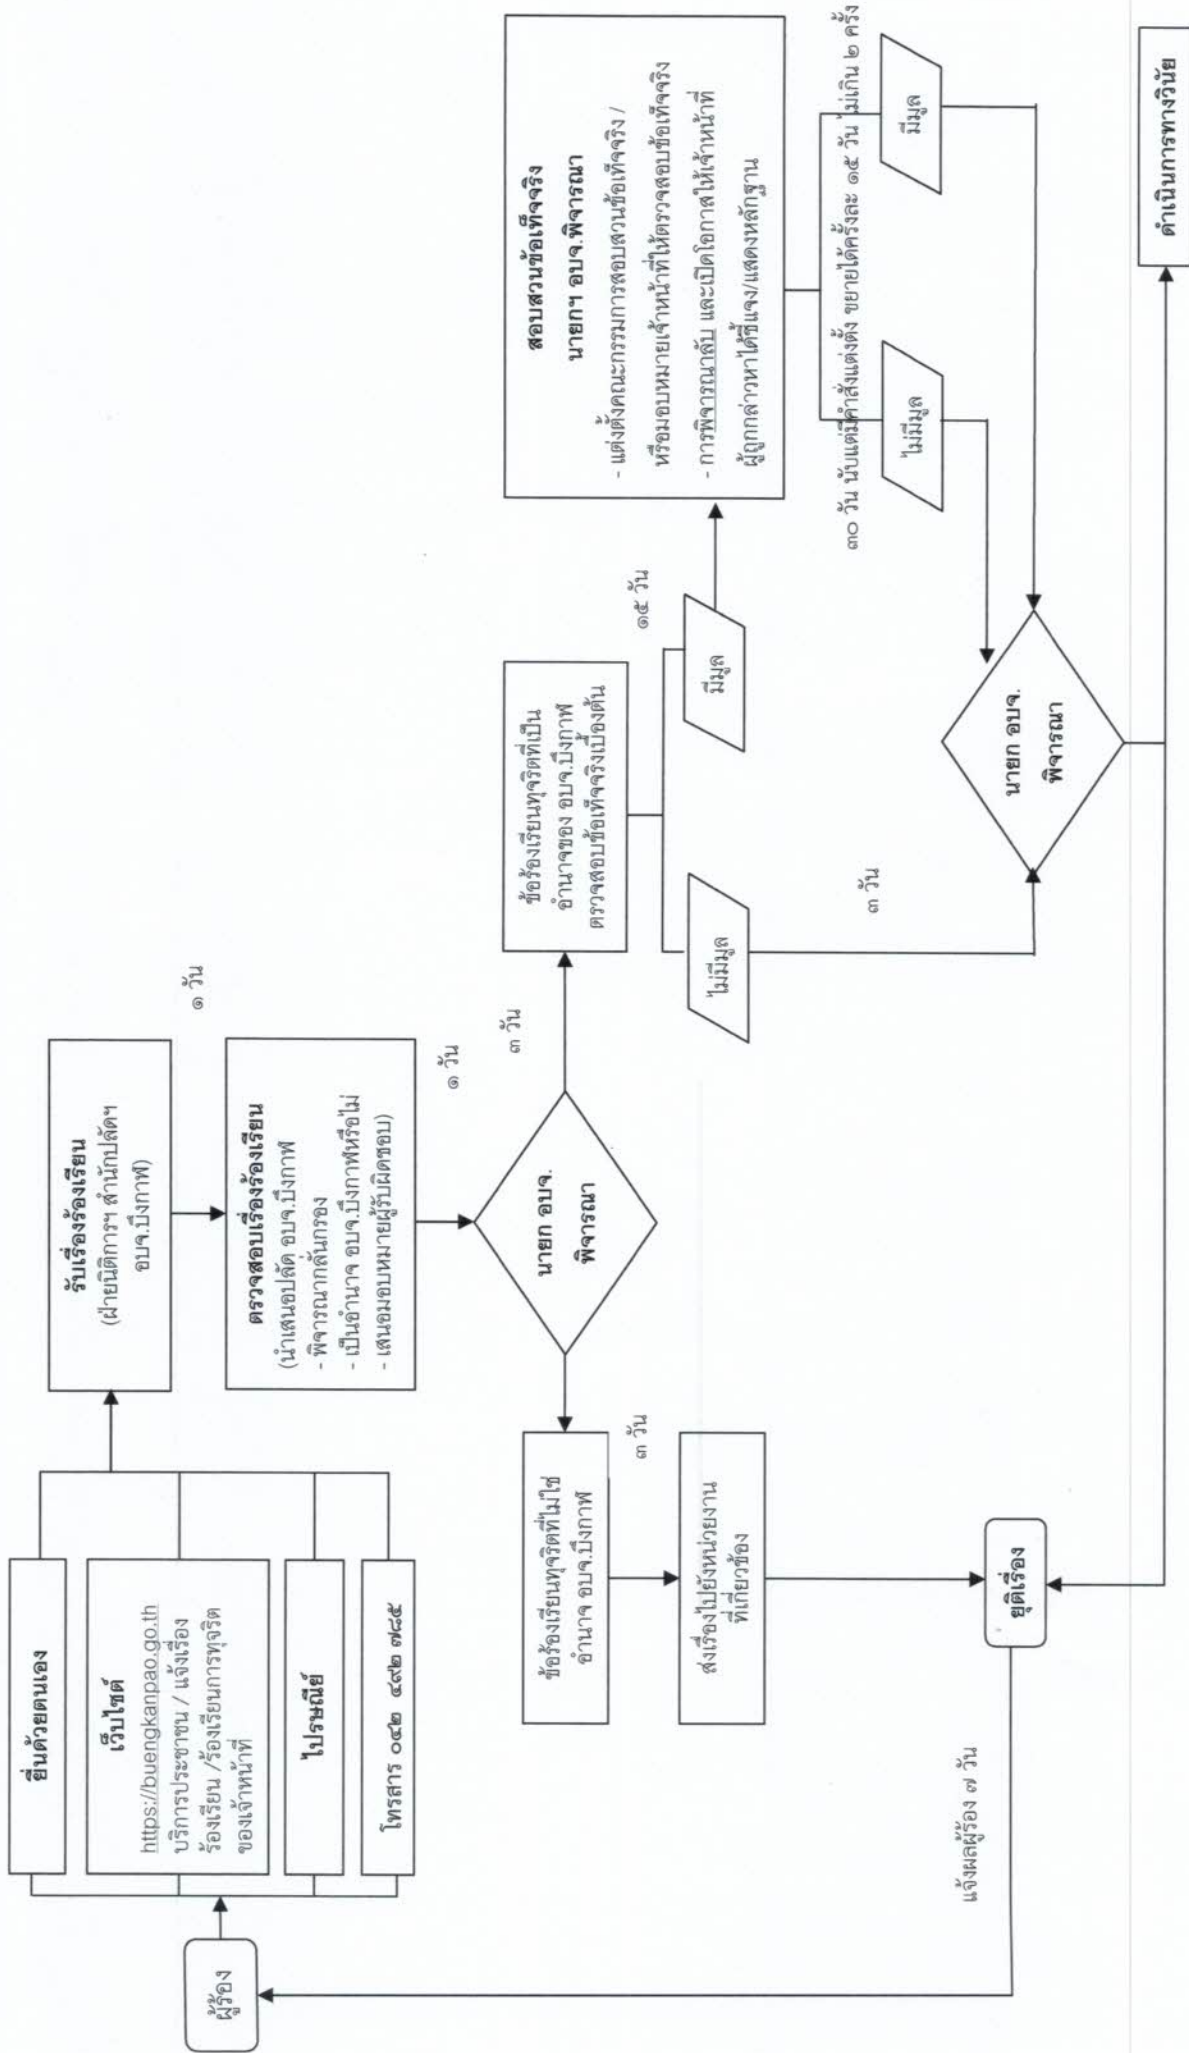 ผู้ร้อง
ยื่นด้วยตนเอง
เว็บไซต์
https://buengkanpao.go.th
บริการประชาชน / แจ้งเรื่อง
ร้องเรียน /ร้องเรียนการทุจริต
ของเจ้าหน้าที่
ไปรษณีย์
โทรสาร ๐๔๒ ๔๙๒ ๗๘๕
รับเรื่องร้องเรียน
(ฝ่ายนิติการฯ สำนักปลัดฯ
อบจ.บึงกาฬ)
๑ วัน
ตรวจสอบเรื่องร้องเรียน
(นำเสนอปลัด อบจ.บึงกาฬ
- พิจารณากลั่นกรอง
- เป็นอำนาจ อบจ.บึงกาฬหรือไม่
- เสนอมอบหมายผู้รับผิดชอบ)
๑ วัน
นายก อบจ.
พิจารณา
๓ วัน
ข้อร้องเรียนทุจริตที่ไม่ใช่
อำนาจ อบจ.บึงกาฬ
๓ วัน
ส่งเรื่องไปยังหน่วยงาน
ที่เกี่ยวข้อง
ข้อร้องเรียนทุจริตที่เป็น
อำนาจของ อบจ.บึงกาฬ
ตรวจสอบข้อเท็จจริงเบื้องต้น
๑๕ วัน
ไม่มีมูล
มีมูล
๓ วัน
สอบสวนข้อเท็จจริง
นายกฯ อบจ.พิจารณา
- แต่งตั้งคณะกรรมการสอบสวนข้อเท็จจริง /
หรือมอบหมายเจ้าหน้าที่ให้ตรวจสอบข้อเท็จจริง
- การพิจารณาลับ และเปิดโอกาสให้เจ้าหน้าที่
ผู้ถูกกล่าวหาได้ชี้แจง/แสดงหลักฐาน
๓๐ วัน นับแต่มีคำสั่งแต่งตั้ง ขยายได้ครั้งละ ๑๕ วัน ไม่เกิน ๒ ครั้ง
ไม่มีมูล
มีมูล
นายก อบจ.
พิจารณา
ยุติเรื่อง
ดำเนินการทางวินัย
แจ้งผลผู้ร้อง ๗ วัน